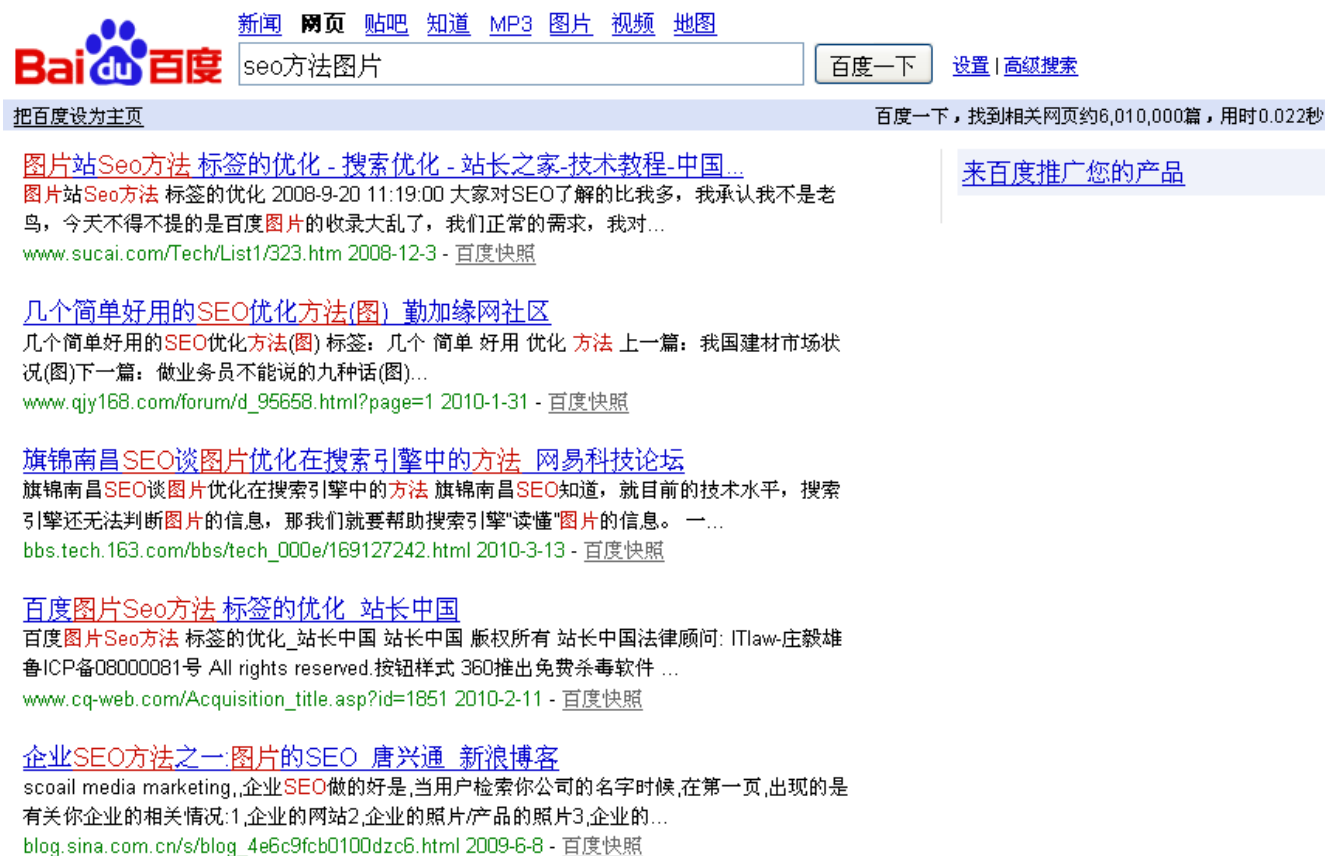 新闻 网页 贴吧 知道 MP3 图片 视频 地图
Bai du 百度 seo方法图片 百度一下 设置 | 高级搜索
把百度设为主页 百度一下，找到相关网页约6,010,000篇，用时0.022秒
图片站Seo方法 标签的优化 - 搜索优化 - 站长之家-技术教程-中国...
来百度推广您的产品
图片站Seo方法 标签的优化 2008-9-20 11:19:00 大家对SEO了解的比我多，我承认我不是老
鸟，今天不得不提的是百度图片的收录大乱了，我们正常的需求，我对...
www.sucai.com/Tech/List1/323.htm 2008-12-3 - 百度快照
几个简单好用的SEO优化方法(图)_勤加缘网社区
几个简单好用的SEO优化方法(图) 标签：几个 简单 好用 优化 方法 上一篇：我国建材市场状
况(图)下一篇：做业务员不能说的九种话(图)...
www.qjy168.com/forum/d_95658.html?page=1 2010-1-31 - 百度快照
旗锦南昌SEO谈图片优化在搜索引擎中的方法_网易科技论坛
旗锦南昌SEO谈图片优化在搜索引擎中的方法 旗锦南昌SEO知道，就目前的技术水平，搜索
引擎还无法判断图片的信息，那我们就要帮助搜索引擎"读懂"图片的信息。 一...
bbs.tech.163.com/bbs/tech_000e/169127242.html 2010-3-13 - 百度快照
百度图片Seo方法 标签的优化_站长中国
百度图片Seo方法 标签的优化_站长中国 站长中国 版权所有 站长中国法律顾问: ITlaw-庄毅雄
鲁ICP备08000081号 All rights reserved.按钮样式 360推出免费杀毒软件 ...
www.cq-web.com/Acquisition_title.asp?id=1851 2010-2-11 - 百度快照
企业SEO方法之一:图片的SEO_唐兴通_新浪博客
scoail media marketing,,企业SEO做的好是,当用户检索你公司的名字时候,在第一页,出现的是
有关你企业的相关情况:1,企业的网站2,企业的照片/产品的照片3,企业的...
blog.sina.com.cn/s/blog_4e6c9fcb0100dzc6.html 2009-6-8 - 百度快照